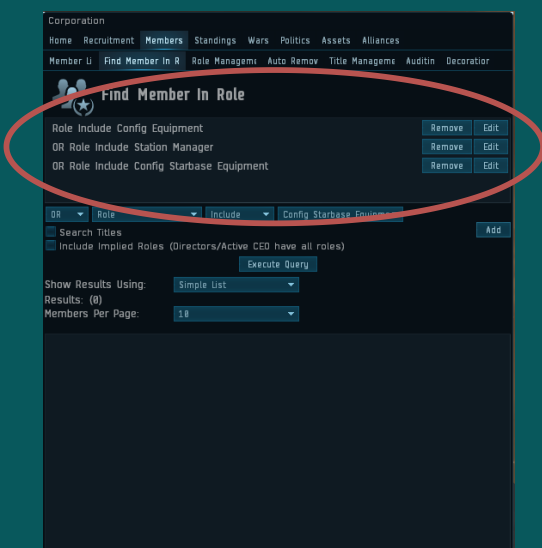 Corporation
Home Recruitment Members Standings Wars Politics Assets Alliances
Member Li Find Member In R Role Manageme Auto Remov Title Manageme Auditin Decoration
Find Member In Role
Role Include Config Equipment Remove Edit
OR Role Include Station Manager Remove Edit
OR Role Include Config Starbase Equipment Remove Edit
OR Role Include Config Starbase Equipment
Search Titles Add
Include Implied Roles (Directors/Active CEO have all roles)
Execute Query
Show Results Using: Simple List
Results: (0)
Members Per Page: 10